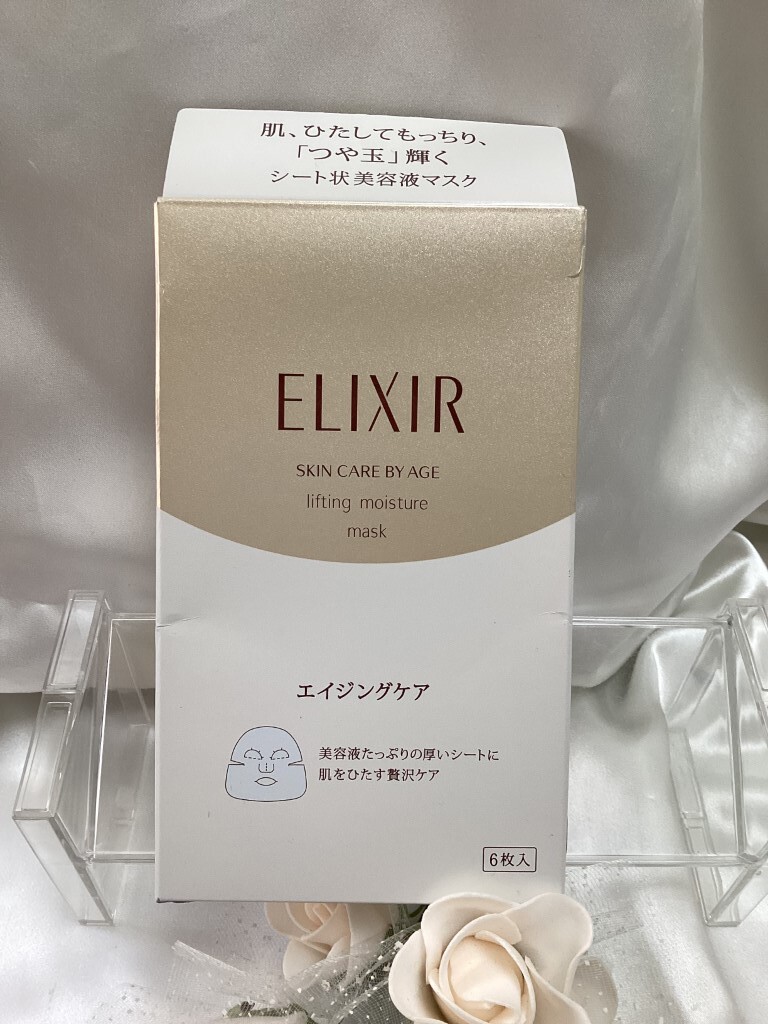 肌、ひたしてもっちり、
「つや玉」輝く
シート状美容液マスク
ELIXIR
SKIN CARE BY AGE
lifting moisture
mask
エイジングケア
美容液たっぷりの厚いシートに
肌をひたす贅沢ケア
6枚入